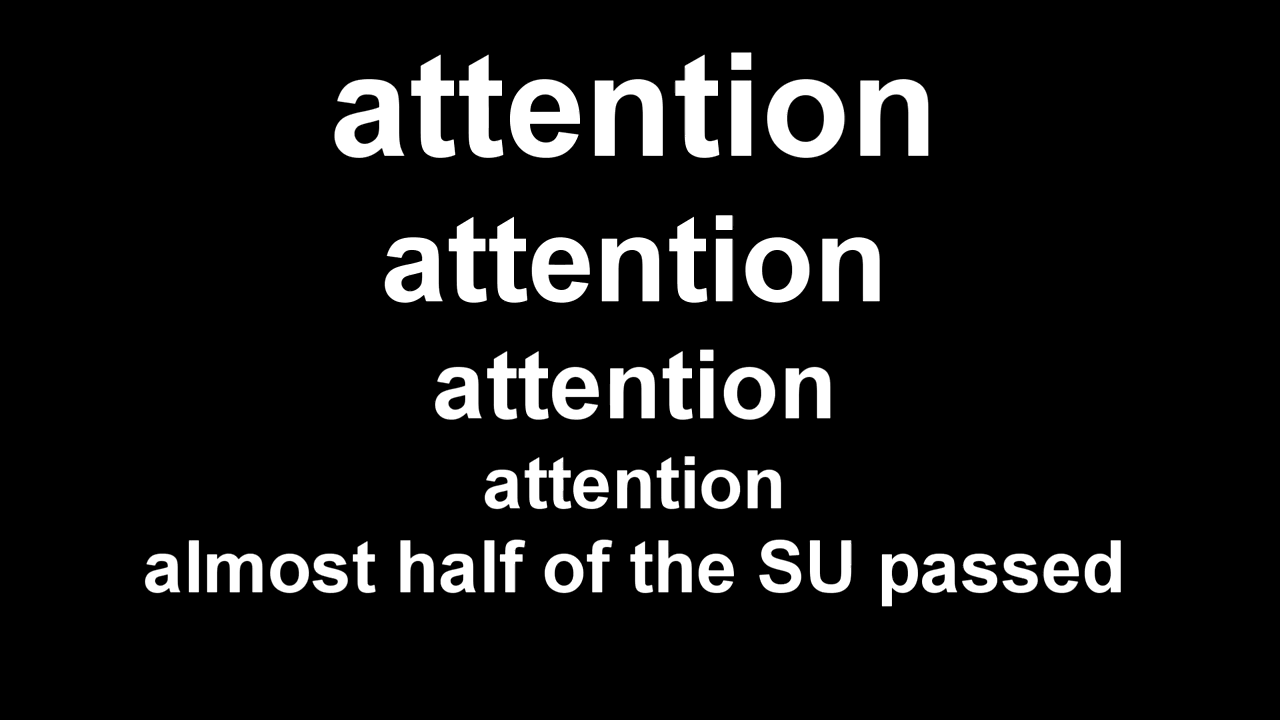 attention
attention
attention
attention
almost half of the SU passed